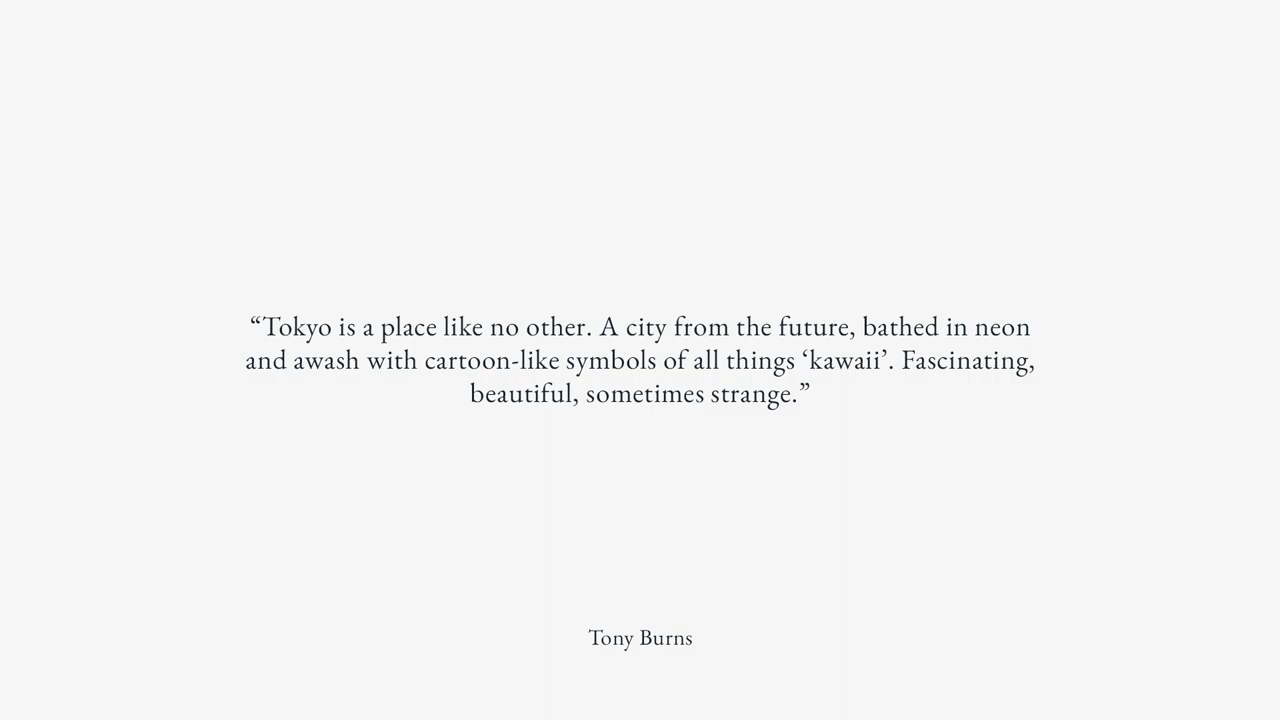 “Tokyo is a place like no other. A city from the future, bathed in neon
and awash with cartoon-like symbols of all things ‘kawaii’. Fascinating,
beautiful, sometimes strange.”
Tony Burns